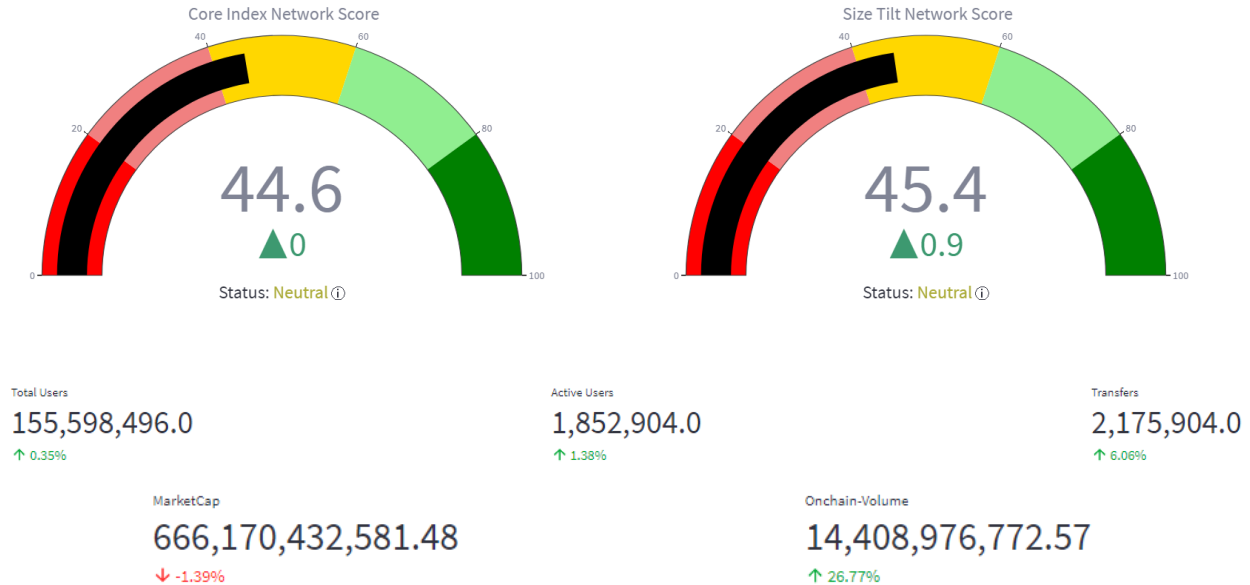 Core Index Network Score
Size Tilt Network Score
0
20
40
60
80
100
44.6
▲0
Status: Neutral ⓘ
0
20
40
60
80
100
45.4
▲0.9
Status: Neutral ⓘ
Total Users
155,598,496.0
↑ 0.35%
Active Users
1,852,904.0
↑ 1.38%
Transfers
2,175,904.0
↑ 6.06%
MarketCap
666,170,432,581.48
↓ -1.39%
Onchain-Volume
14,408,976,772.57
↑ 26.77%